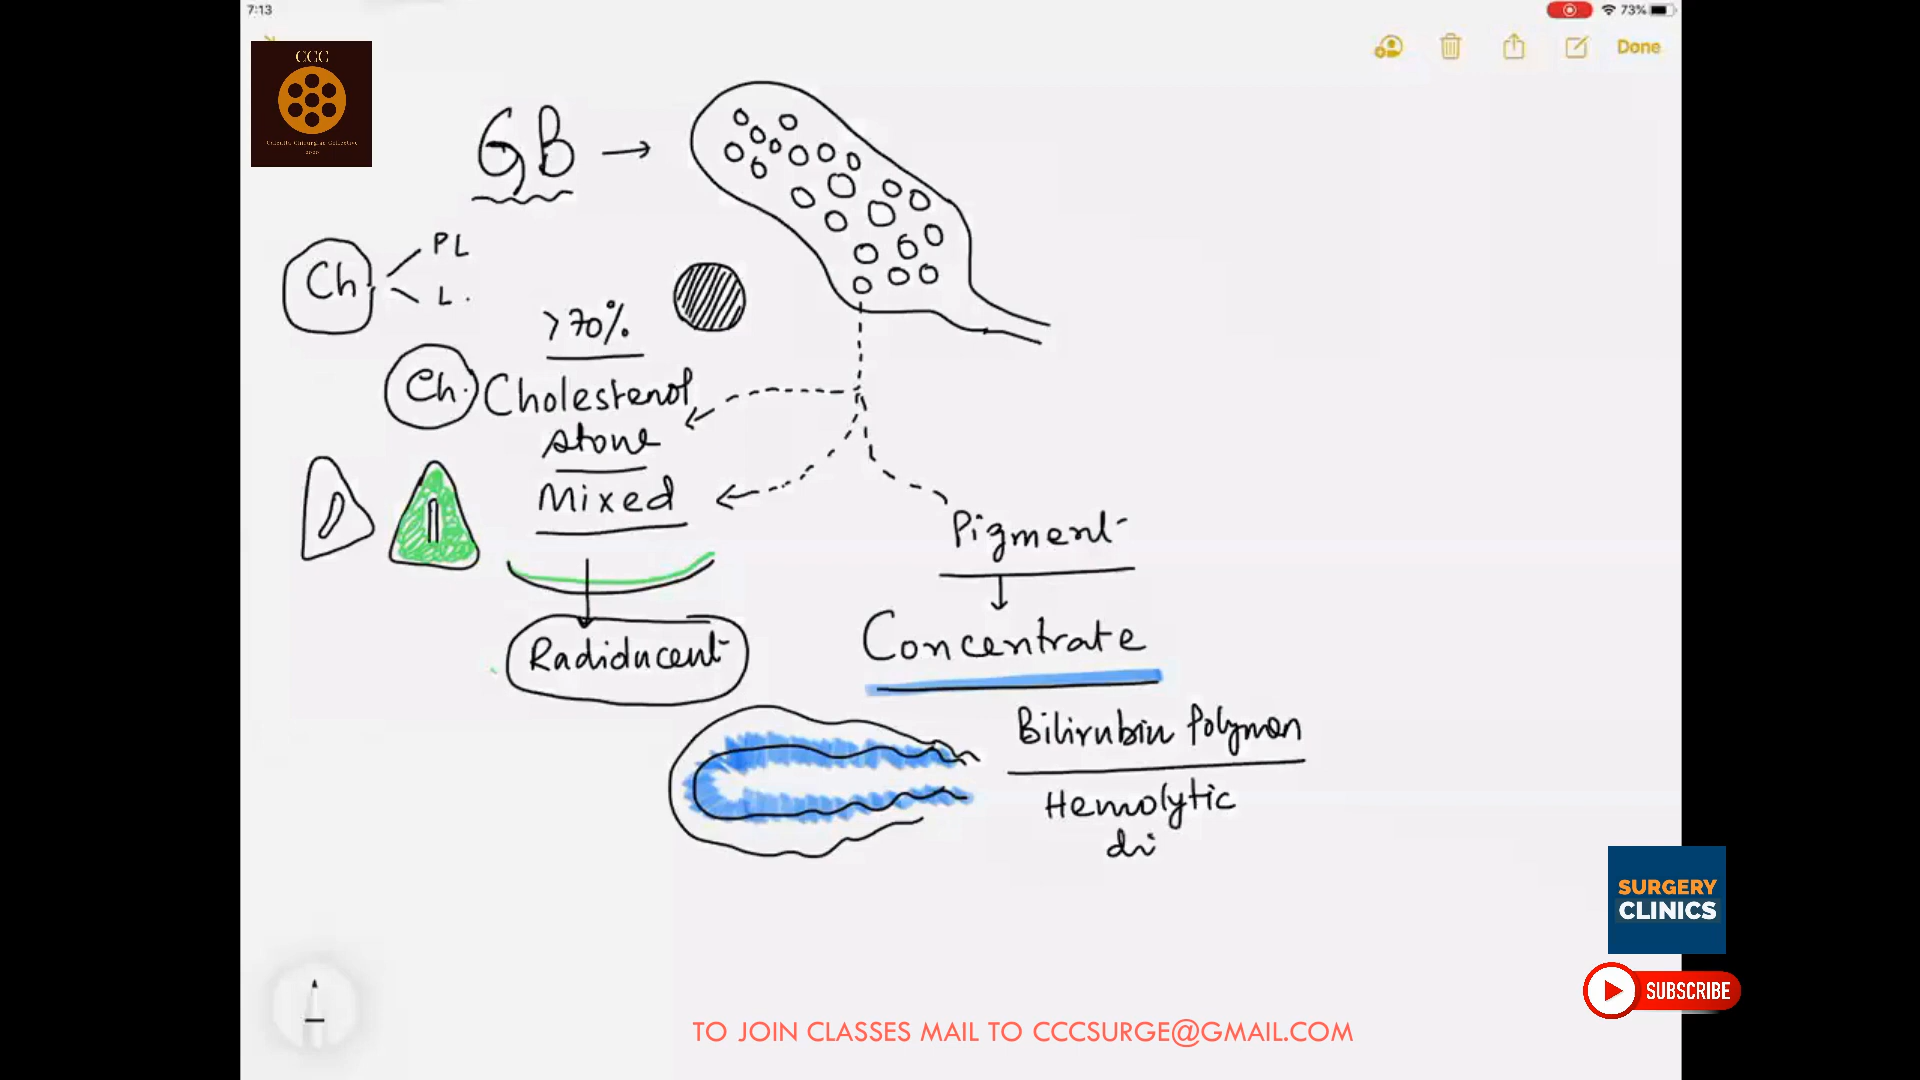 7:13
73%
Done
CCC
2020
GB →
Ch
PL
L.
>70%
Ch.
Cholesterol
stone
Mixed
Radiolucent
Pigment
Concentrate
Bilirubin Polymer
Hemolytic
di
SURGERY
CLINICS
SUBSCRIBE
TO JOIN CLASSES MAIL TO CCCSURGE@GMAIL.COM